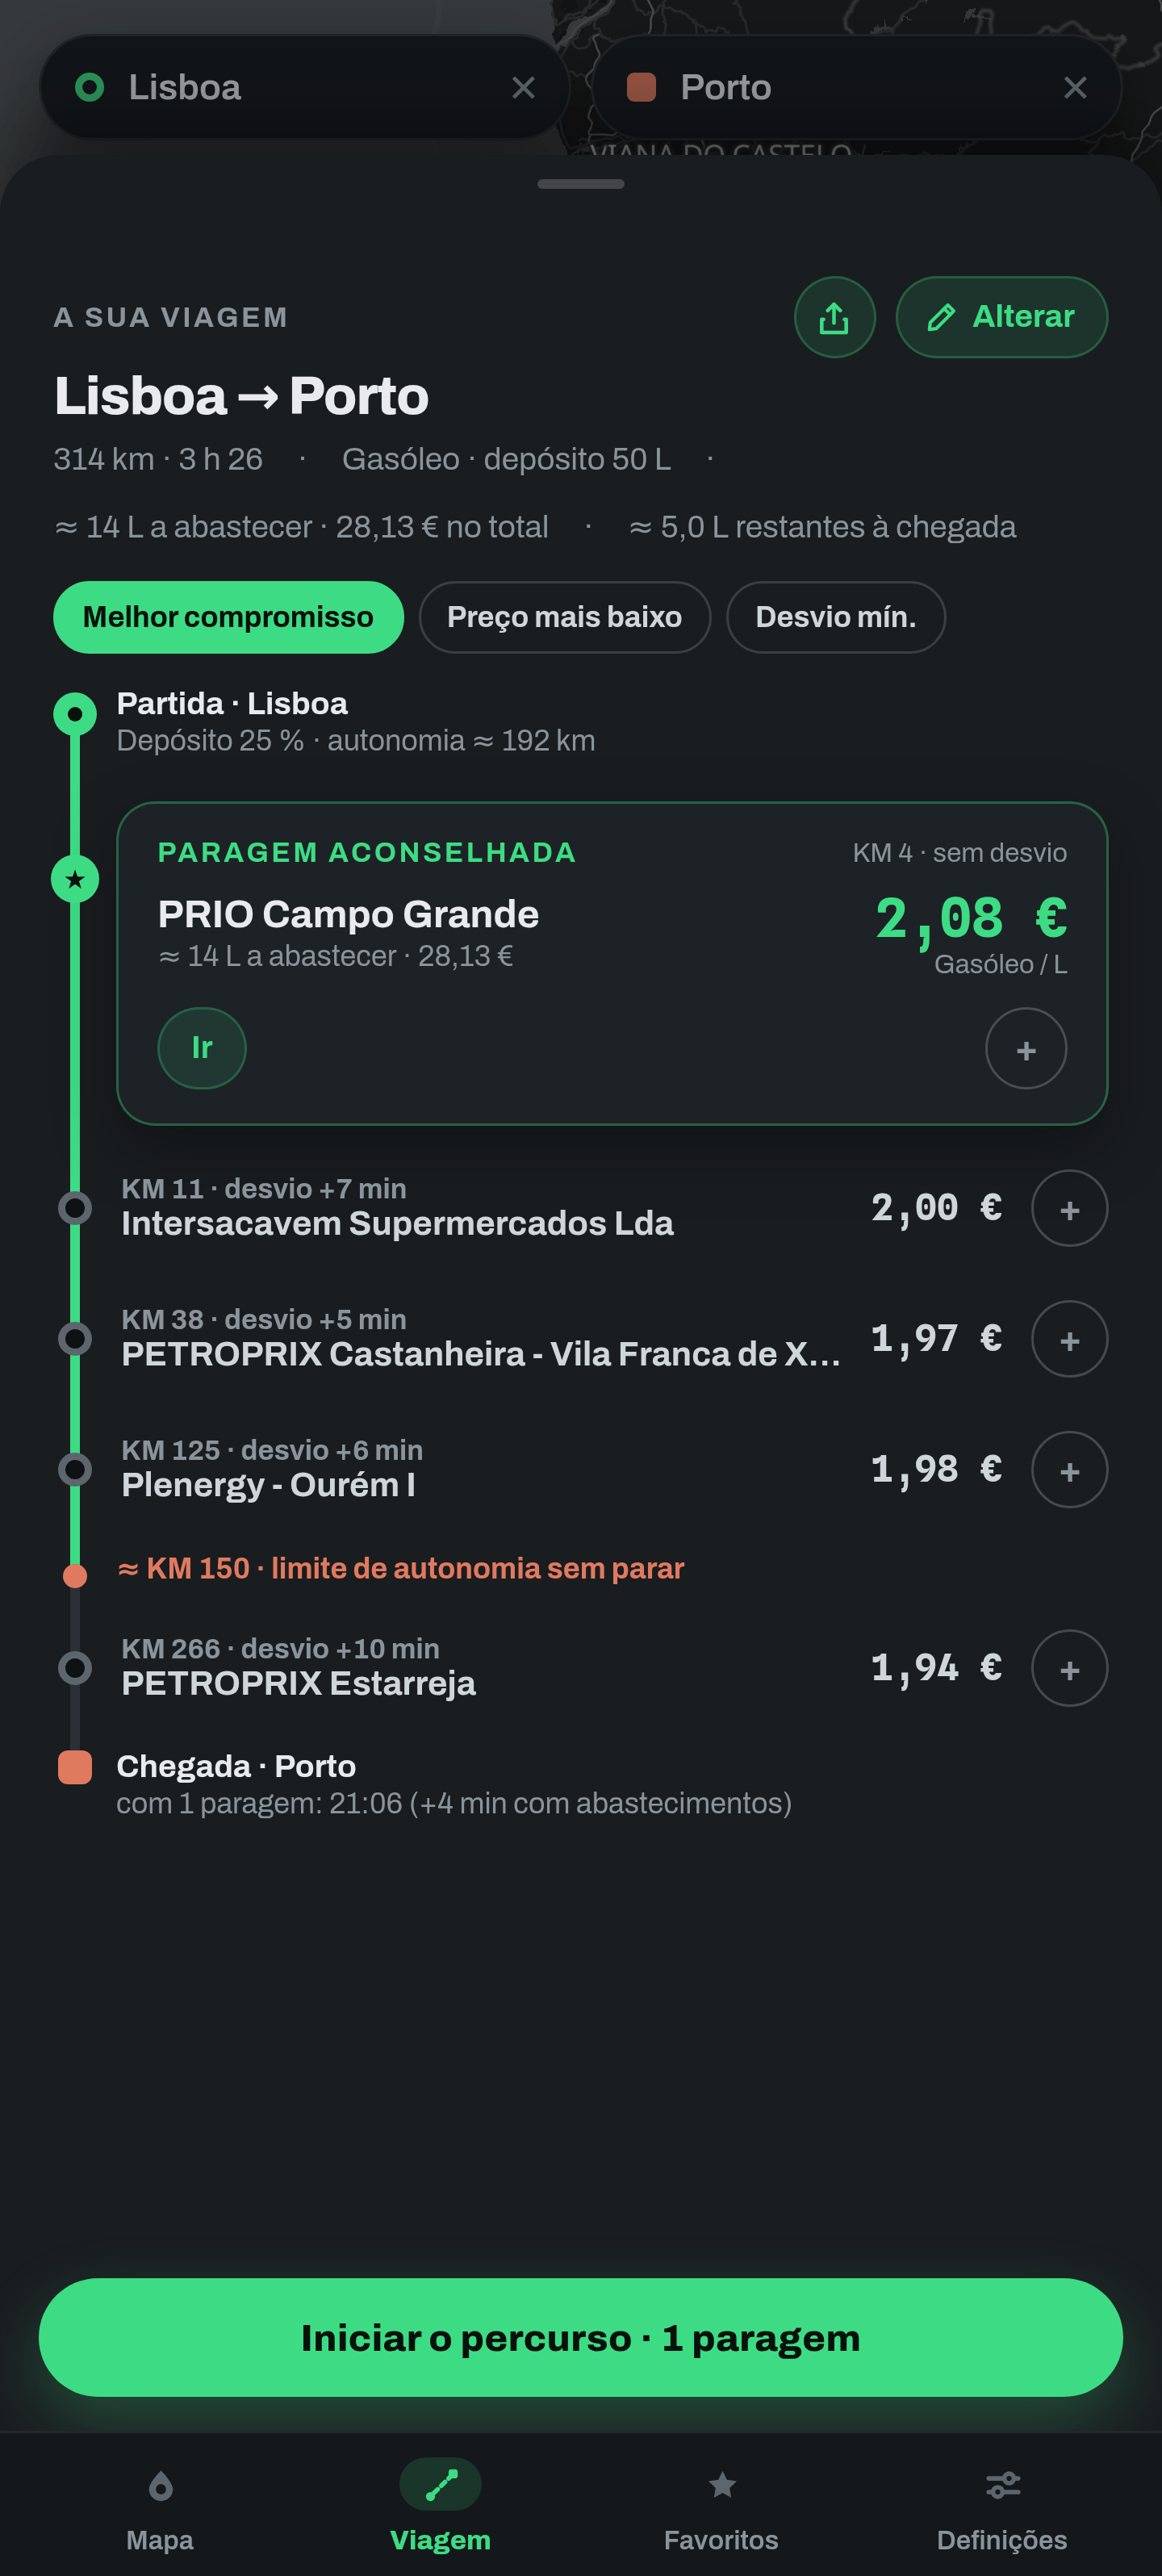 Lisboa
Porto
VIANA DO CASTELO
A SUA VIAGEM
Alterar
Lisboa → Porto
314 km · 3 h 26 · Gasóleo · depósito 50 L ·
≈ 14 L a abastecer · 28,13 € no total · ≈ 5,0 L restantes à chegada
Melhor compromisso
Preço mais baixo
Desvio mín.
Partida · Lisboa
Depósito 25 % · autonomia ≈ 192 km
PARAGEM ACONSELHADA
KM 4 · sem desvio
PRIO Campo Grande
2,08 €
≈ 14 L a abastecer · 28,13 €
Gasóleo / L
Ir
+
KM 11 · desvio +7 min
Intersacavem Supermercados Lda
2,00 €
+
KM 38 · desvio +5 min
PETROPRIX Castanheira - Vila Franca de X...
1,97 €
+
KM 125 · desvio +6 min
Plenergy - Ourém I
1,98 €
+
≈ KM 150 · limite de autonomia sem parar
KM 266 · desvio +10 min
PETROPRIX Estarreja
1,94 €
+
Chegada · Porto
com 1 paragem: 21:06 (+4 min com abastecimentos)
Iniciar o percurso · 1 paragem
Mapa
Viagem
Favoritos
Definições